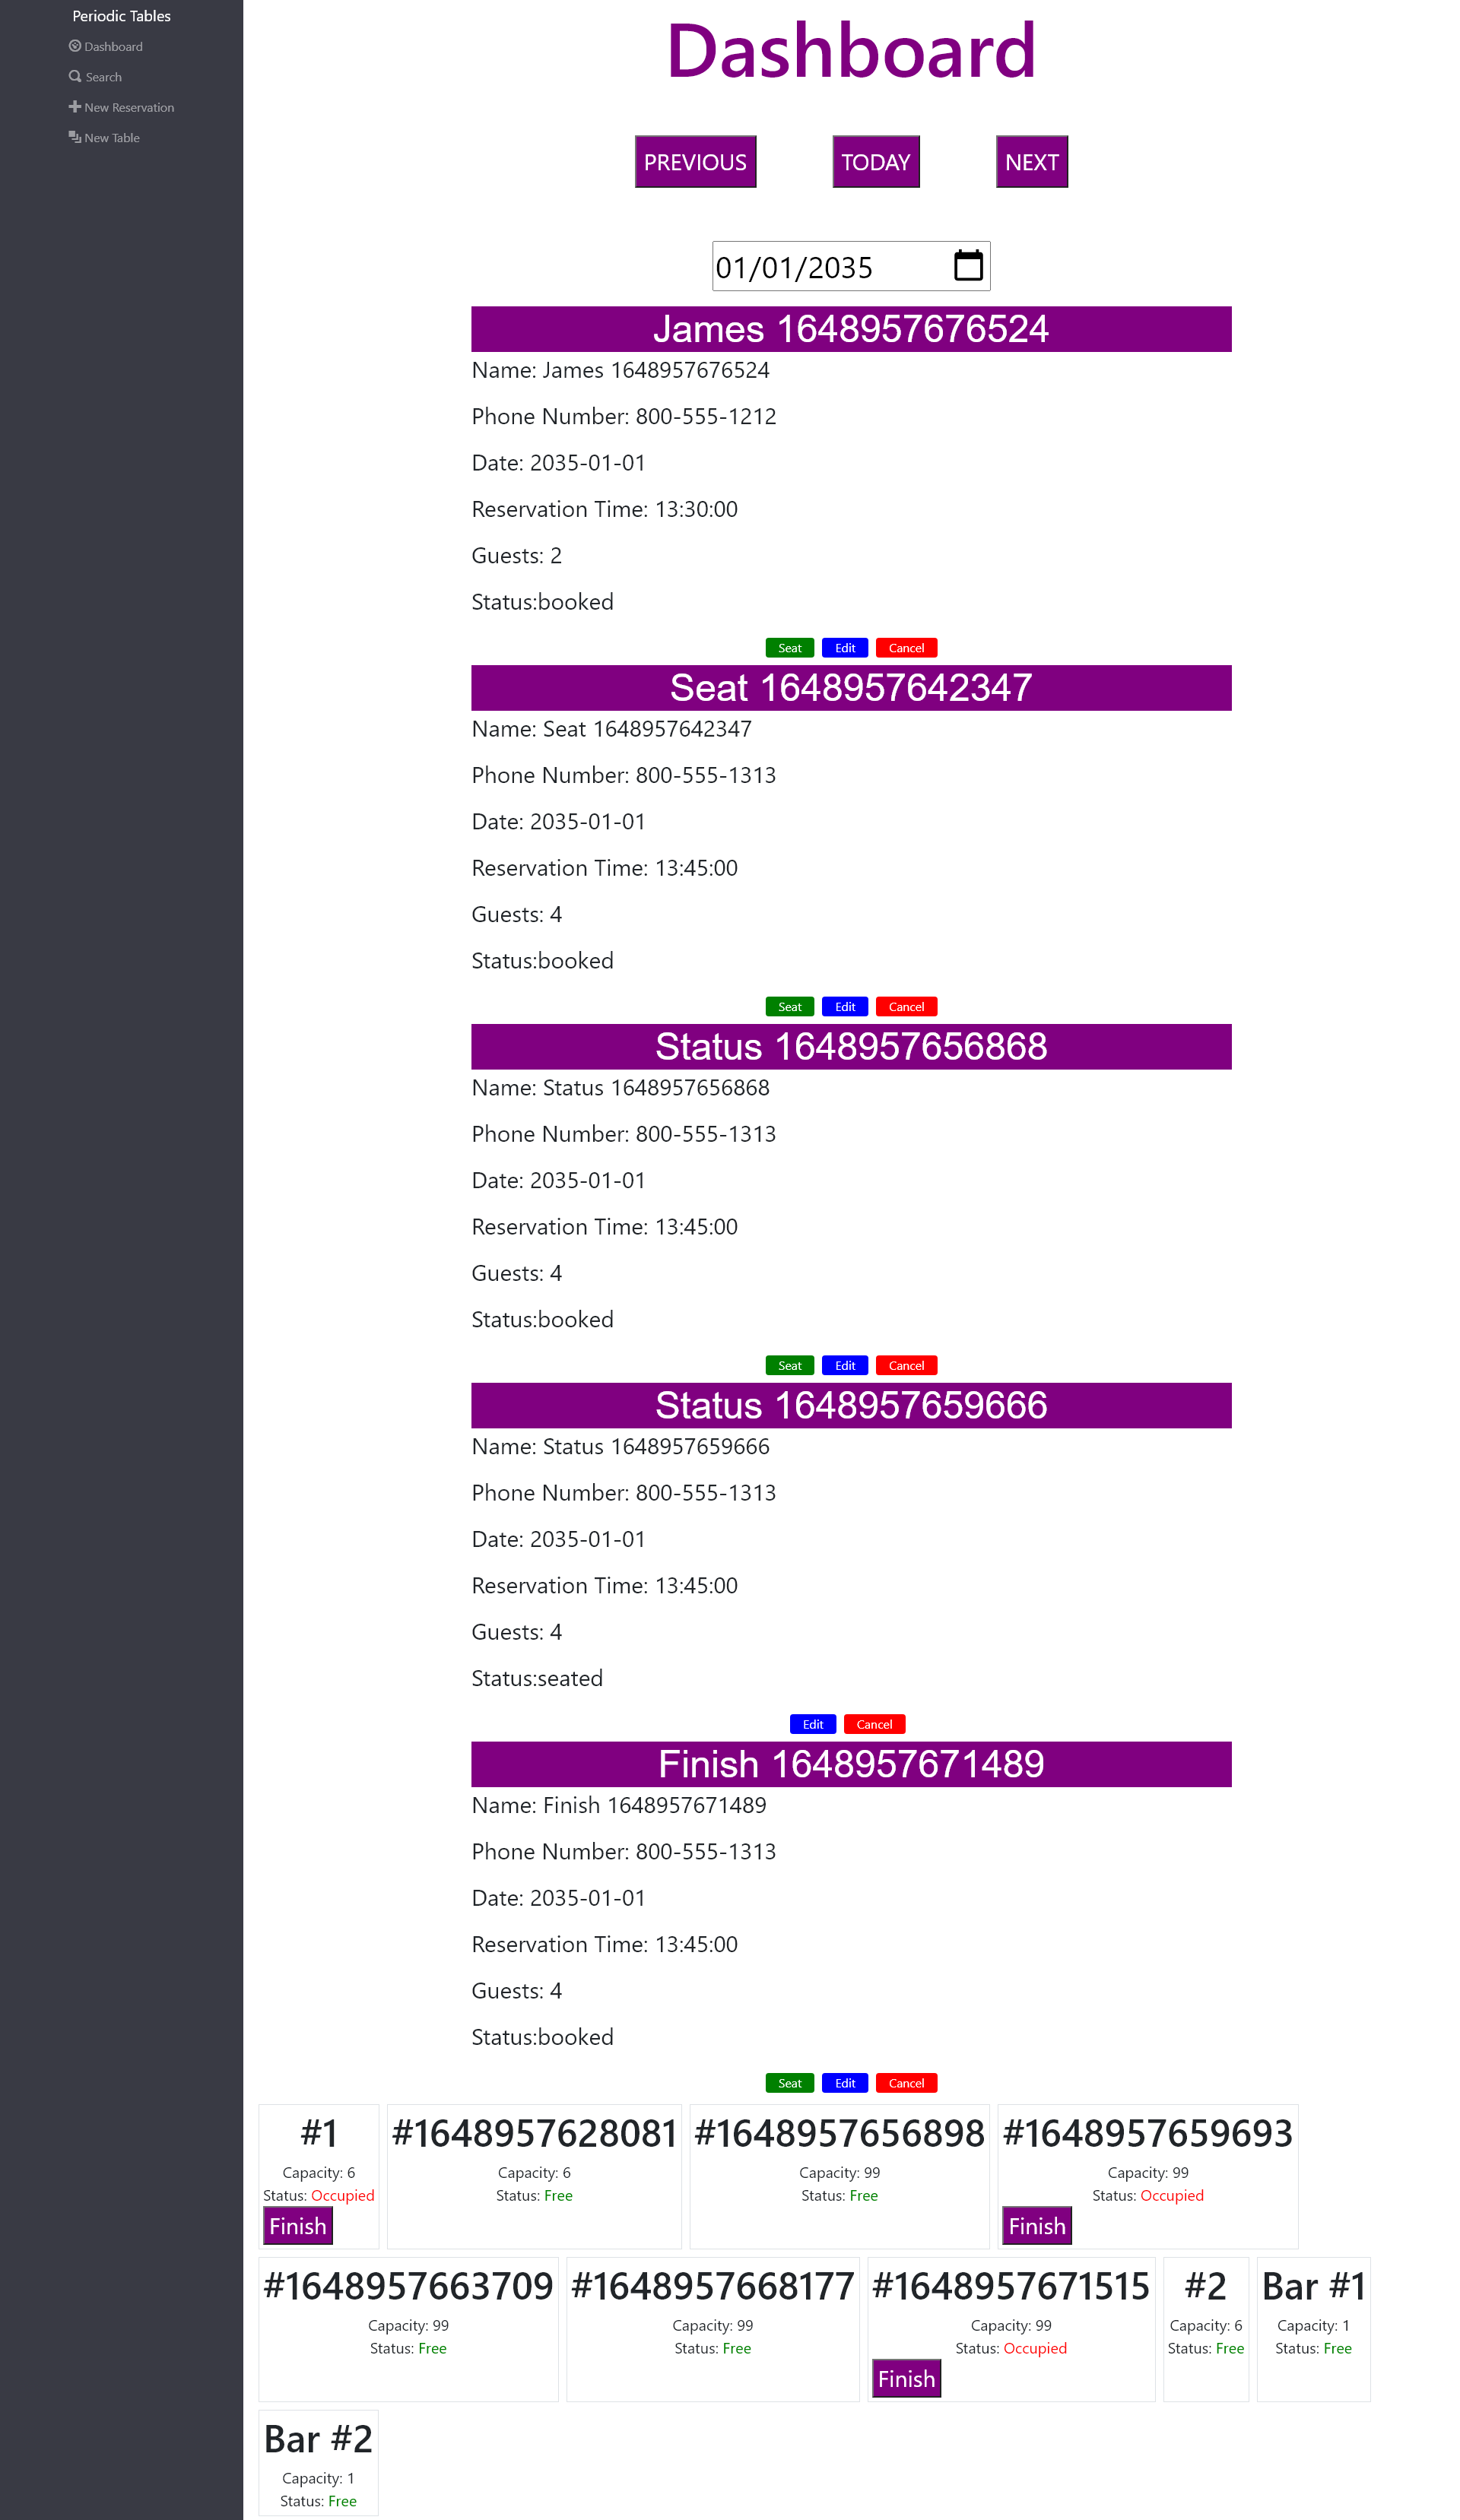 Periodic Tables
Dashboard
Search
New Reservation
New Table
Dashboard
PREVIOUS TODAY NEXT
01/01/2035
James 1648957676524
Name: James 1648957676524
Phone Number: 800-555-1212
Date: 2035-01-01
Reservation Time: 13:30:00
Guests: 2
Status:booked
Seat Edit Cancel
Seat 1648957642347
Name: Seat 1648957642347
Phone Number: 800-555-1313
Date: 2035-01-01
Reservation Time: 13:45:00
Guests: 4
Status:booked
Seat Edit Cancel
Status 1648957656868
Name: Status 1648957656868
Phone Number: 800-555-1313
Date: 2035-01-01
Reservation Time: 13:45:00
Guests: 4
Status:booked
Seat Edit Cancel
Status 1648957659666
Name: Status 1648957659666
Phone Number: 800-555-1313
Date: 2035-01-01
Reservation Time: 13:45:00
Guests: 4
Status:seated
Edit Cancel
Finish 1648957671489
Name: Finish 1648957671489
Phone Number: 800-555-1313
Date: 2035-01-01
Reservation Time: 13:45:00
Guests: 4
Status:booked
Seat Edit Cancel
#1
Capacity: 6
Status: Occupied
Finish
#1648957628081
Capacity: 6
Status: Free
#1648957656898
Capacity: 99
Status: Free
#1648957659693
Capacity: 99
Status: Occupied
Finish
#1648957663709
Capacity: 99
Status: Free
#1648957668177
Capacity: 99
Status: Free
#1648957671515
Capacity: 99
Status: Occupied
Finish
#2
Capacity: 6
Status: Free
Bar #1
Capacity: 1
Status: Free
Bar #2
Capacity: 1
Status: Free